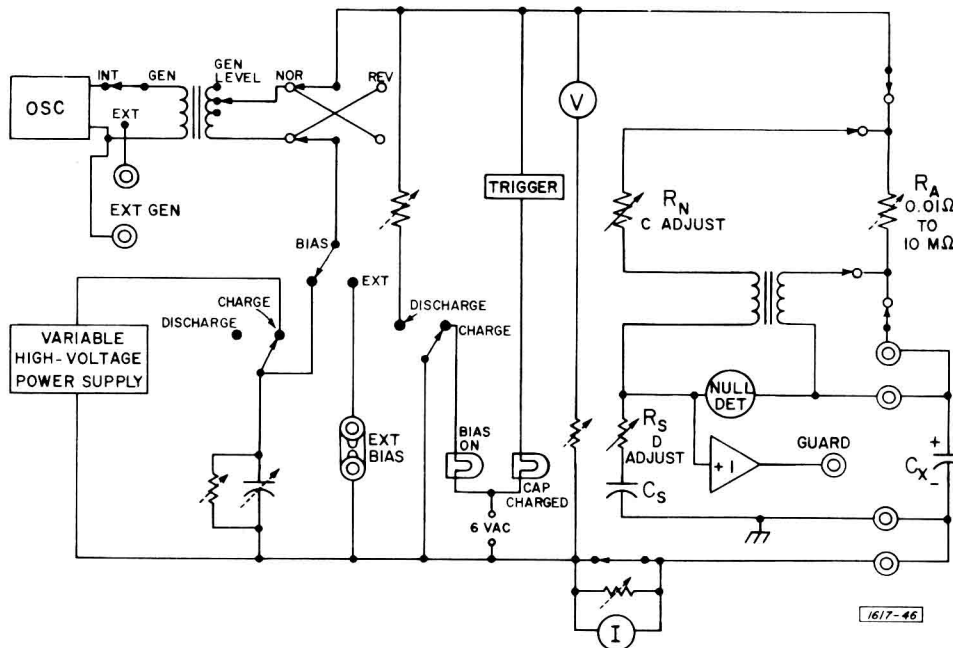 INT
GEN
GEN
LEVEL
NOR
REV
OSC
EXT
EXT GEN
V
TRIGGER
R_N
C ADJUST
R_A
0.01Ω
TO
10 MΩ
BIAS
EXT
CHARGE
DISCHARGE
DISCHARGE
CHARGE
VARIABLE
HIGH-VOLTAGE
POWER SUPPLY
NULL
DET
R_S
D
ADJUST
GUARD
+1
EXT
BIAS
BIAS
ON
CAP
CHARGED
C_S
+
C_X
-
6 VAC
I
1617-46